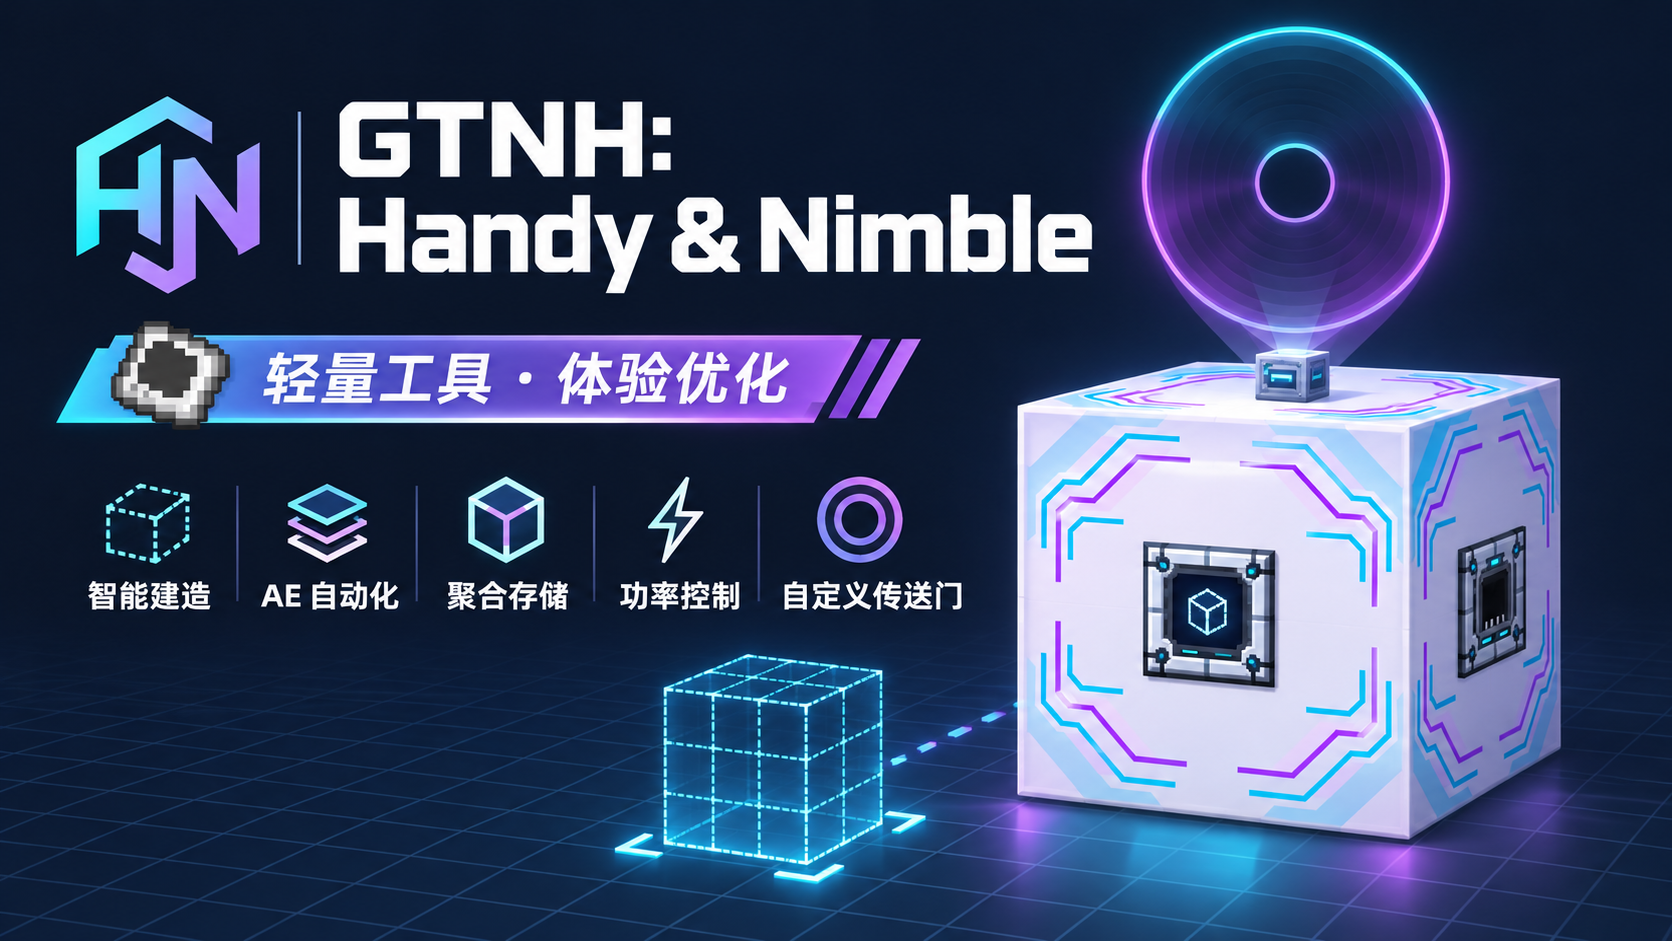 HN
GTNH:
Handy & Nimble
轻量工具 · 体验优化
智能建造
AE 自动化
聚合存储
功率控制
自定义传送门